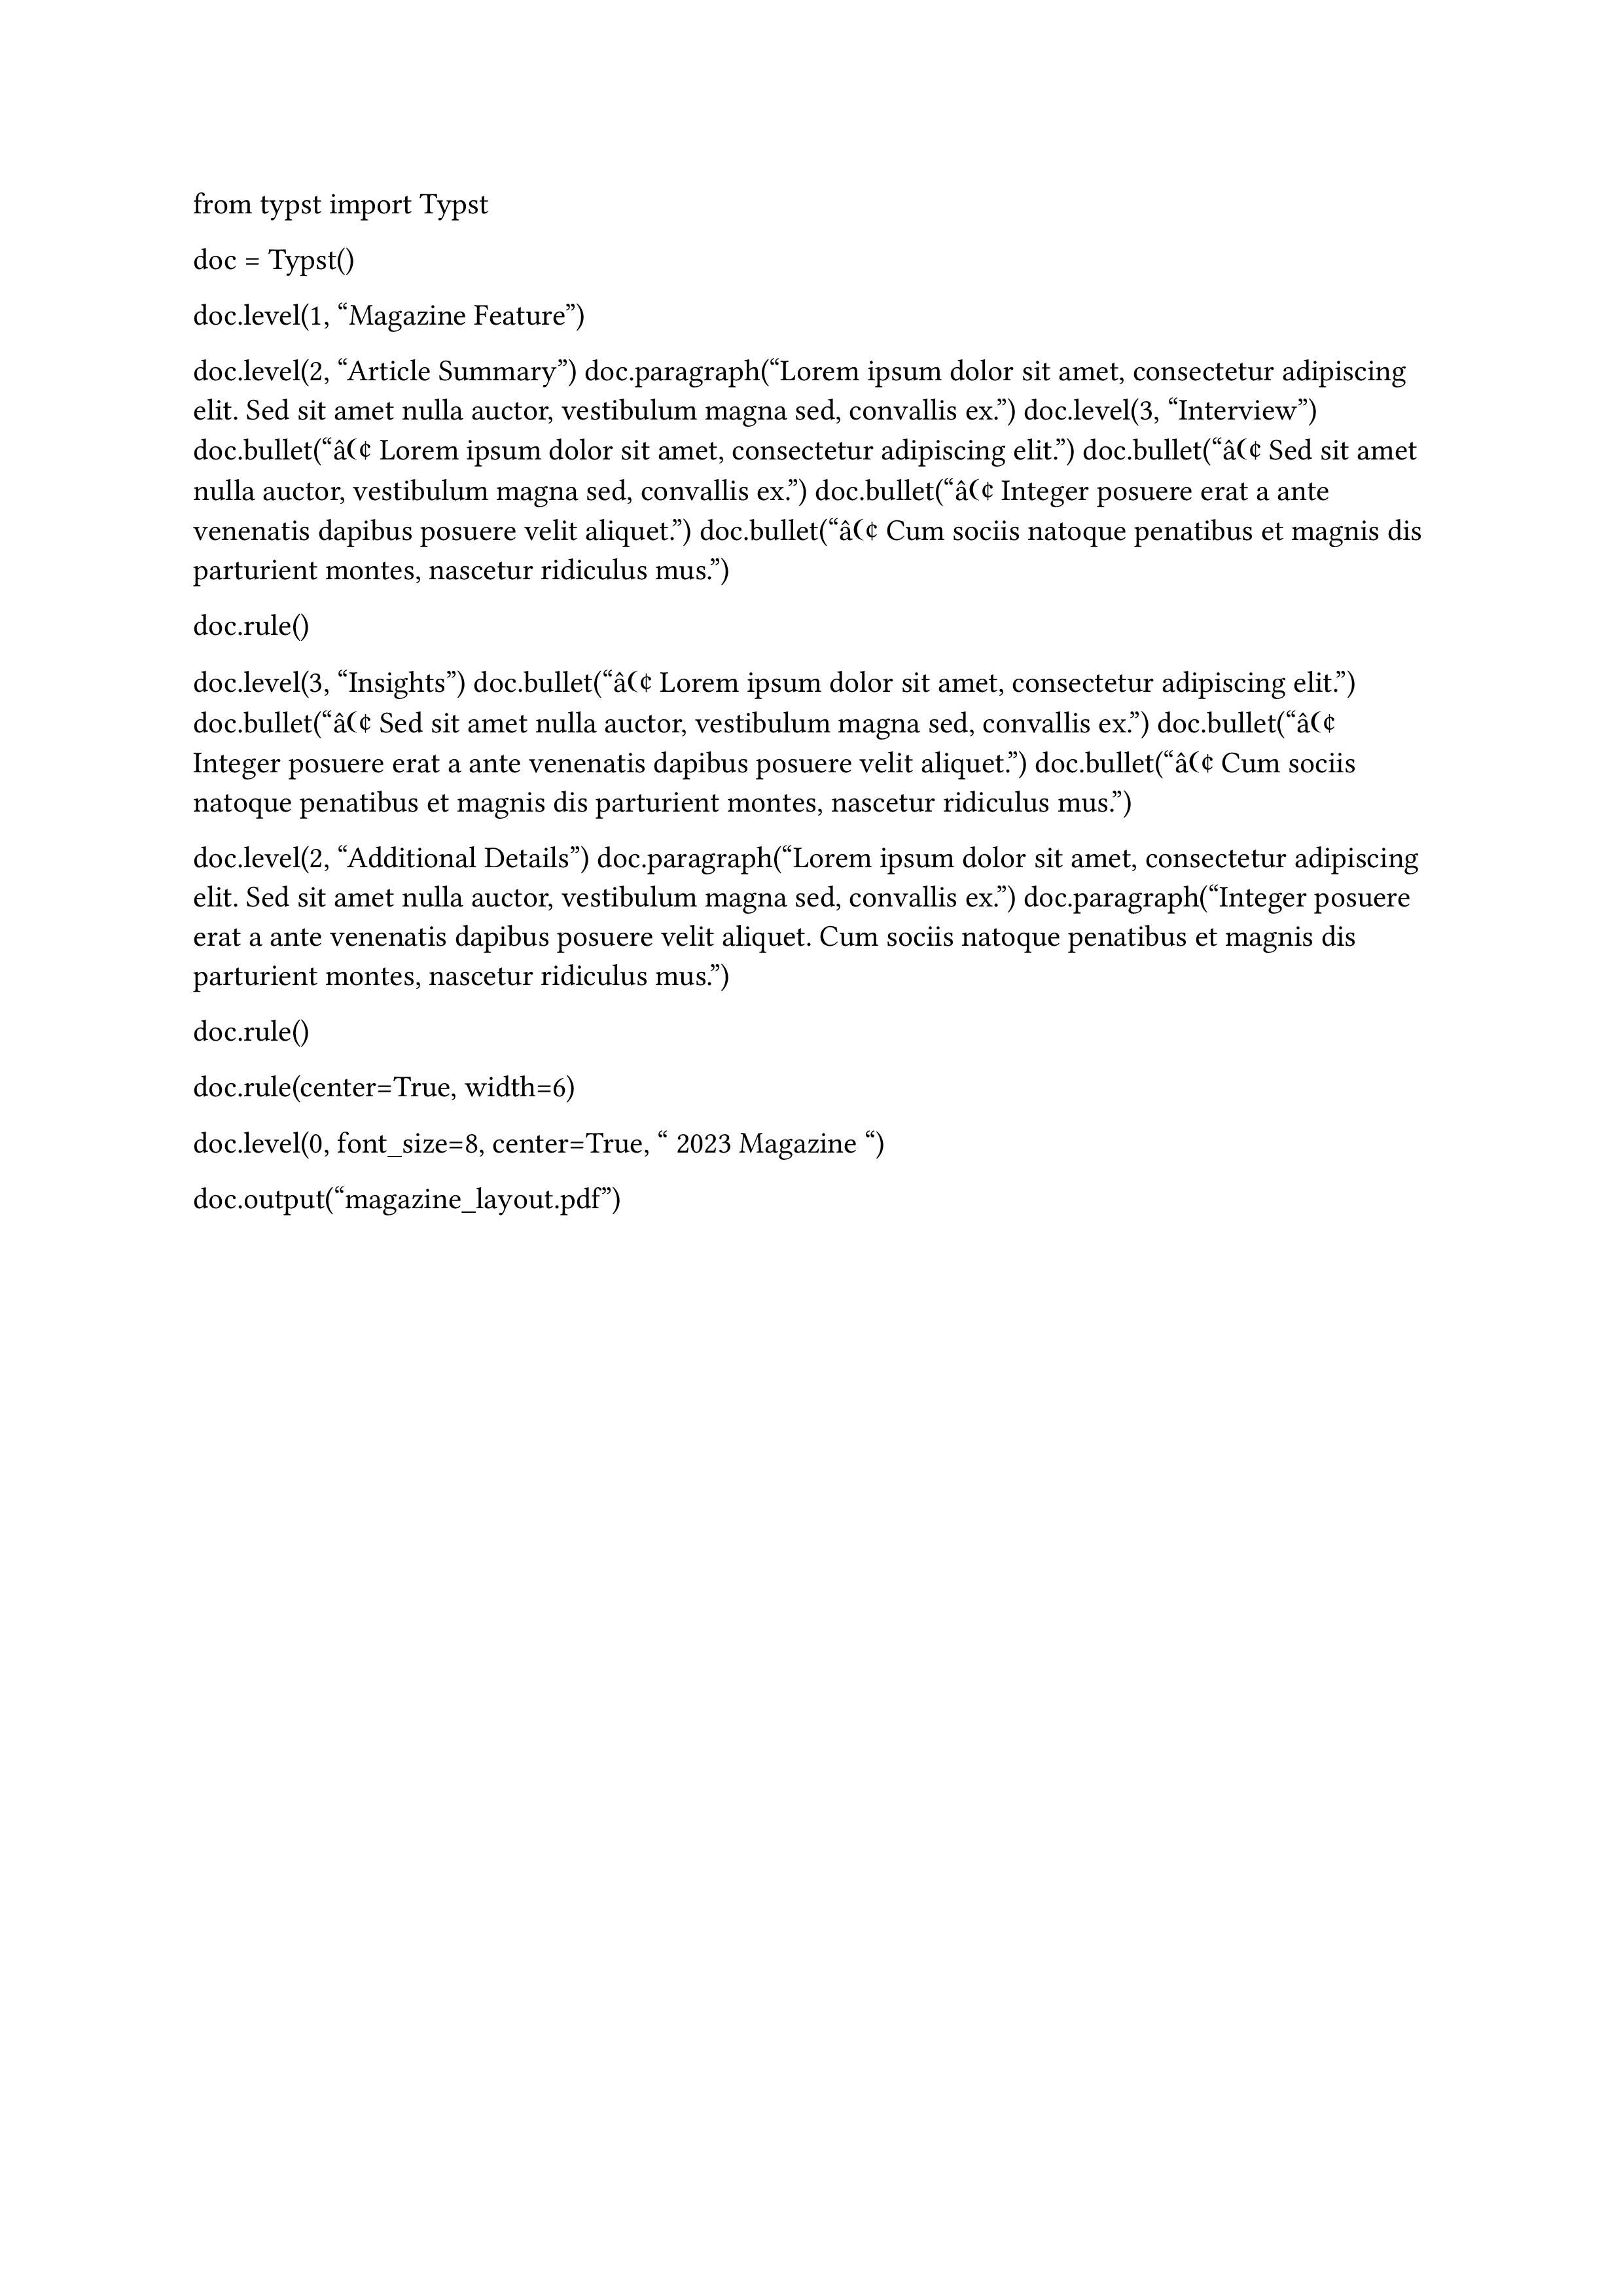 from typst import Typst
doc = Typst()
doc.level(1, “Magazine Feature”)
doc.level(2, “Article Summary”) doc.paragraph(“Lorem ipsum dolor sit amet, consectetur adipiscing
elit. Sed sit amet nulla auctor, vestibulum magna sed, convallis ex.”) doc.level(3, “Interview”)
doc.bullet(“â(¢ Lorem ipsum dolor sit amet, consectetur adipiscing elit.”) doc.bullet(“â(¢ Sed sit amet
nulla auctor, vestibulum magna sed, convallis ex.”) doc.bullet(“â(¢ Integer posuere erat a ante
venenatis dapibus posuere velit aliquet.”) doc.bullet(“â(¢ Cum sociis natoque penatibus et magnis dis
parturient montes, nascetur ridiculus mus.”)
doc.rule()
doc.level(3, “Insights”) doc.bullet(“â(¢ Lorem ipsum dolor sit amet, consectetur adipiscing elit.”)
doc.bullet(“â(¢ Sed sit amet nulla auctor, vestibulum magna sed, convallis ex.”) doc.bullet(“â(¢
Integer posuere erat a ante venenatis dapibus posuere velit aliquet.”) doc.bullet(“â(¢ Cum sociis
natoque penatibus et magnis dis parturient montes, nascetur ridiculus mus.”)
doc.level(2, “Additional Details”) doc.paragraph(“Lorem ipsum dolor sit amet, consectetur adipiscing
elit. Sed sit amet nulla auctor, vestibulum magna sed, convallis ex.”) doc.paragraph(“Integer posuere
erat a ante venenatis dapibus posuere velit aliquet. Cum sociis natoque penatibus et magnis dis
parturient montes, nascetur ridiculus mus.”)
doc.rule()
doc.rule(center=True, width=6)
doc.level(0, font_size=8, center=True, “ 2023 Magazine “)
doc.output(“magazine_layout.pdf”)